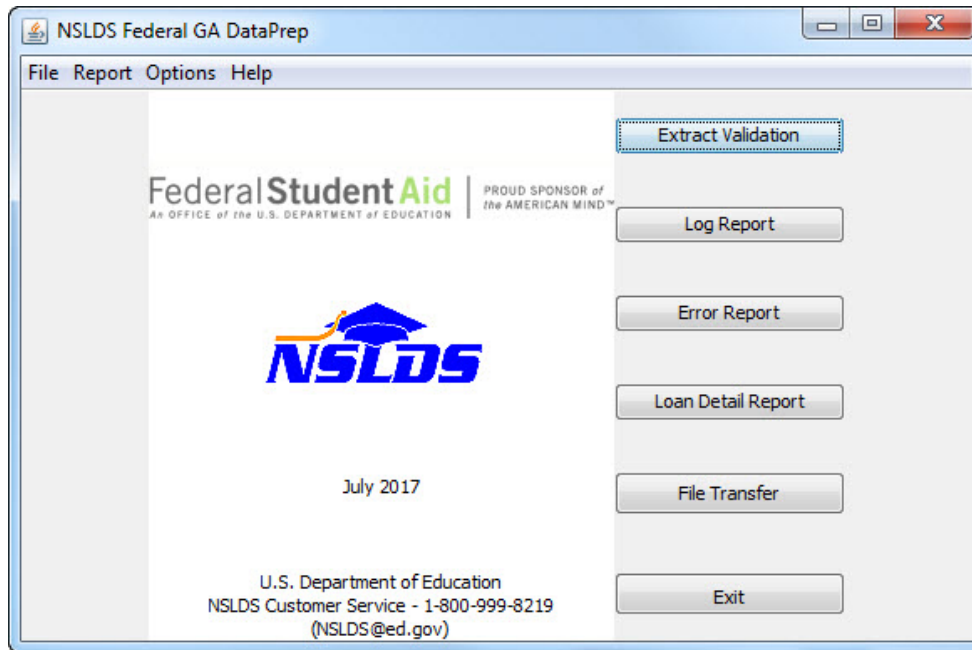 NSLDS Federal GA DataPrep
File Report Options Help
Federal Student Aid
An OFFICE of the U.S. DEPARTMENT of EDUCATION
PROUD SPONSOR of
the AMERICAN MIND™
NSLDS
July 2017
U.S. Department of Education
NSLDS Customer Service - 1-800-999-8219
(NSLDS@ed.gov)
Extract Validation
Log Report
Error Report
Loan Detail Report
File Transfer
Exit